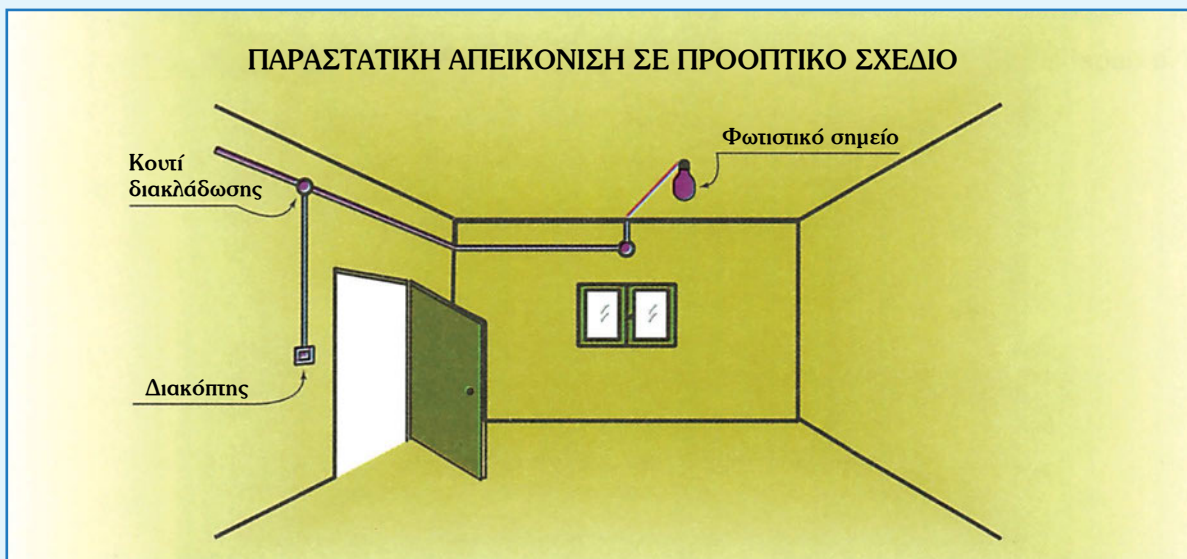 ΠΑΡΑΣΤΑΤΙΚΗ ΑΠΕΙΚΟΝΙΣΗ ΣΕ ΠΡΟΟΠΤΙΚΟ ΣΧΕΔΙΟ
Φωτιστικό σημείο
Κουτί
διακλάδωσης
Διακόπτης